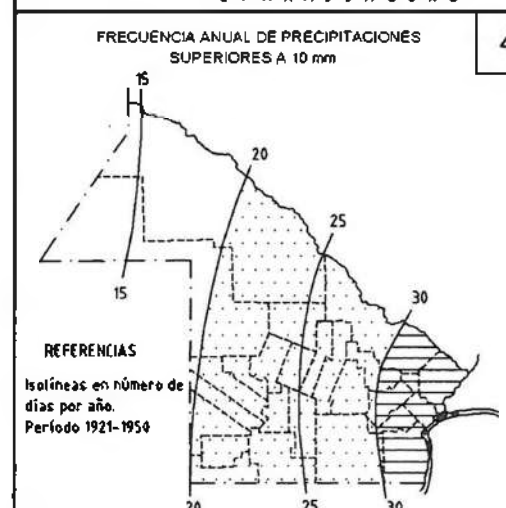 FRECUENCIA ANUAL DE PRECIPITACIONES
SUPERIORES A 10 mm
4
15
20
25
30
15
REFERENCIAS
Isolíneas en número de
días por año.
Período 1921-1954
20
25
30